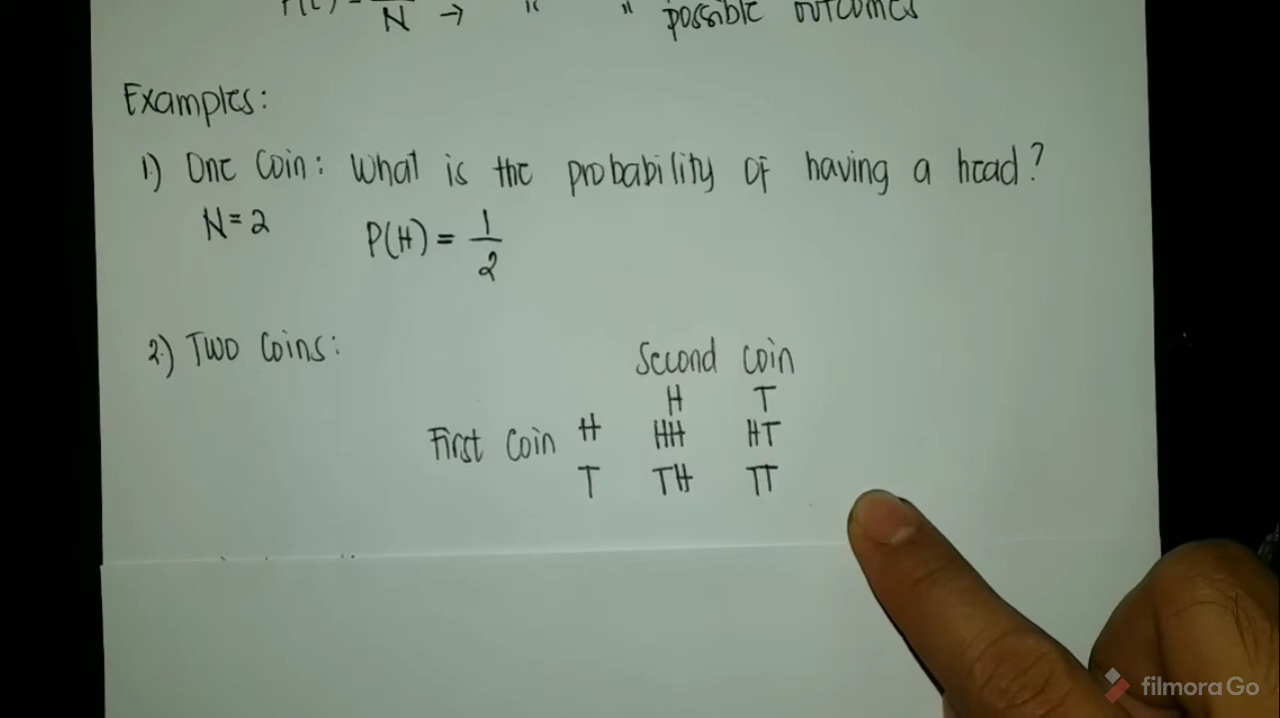 N → " " possible outcomes
Examples:
1.) One Coin: What is the probability of having a head?
N=2 P(H) = 1/2
2.) Two Coins:
Second coin
H T
First Coin H HH HT
T TH TT
filmoraGo